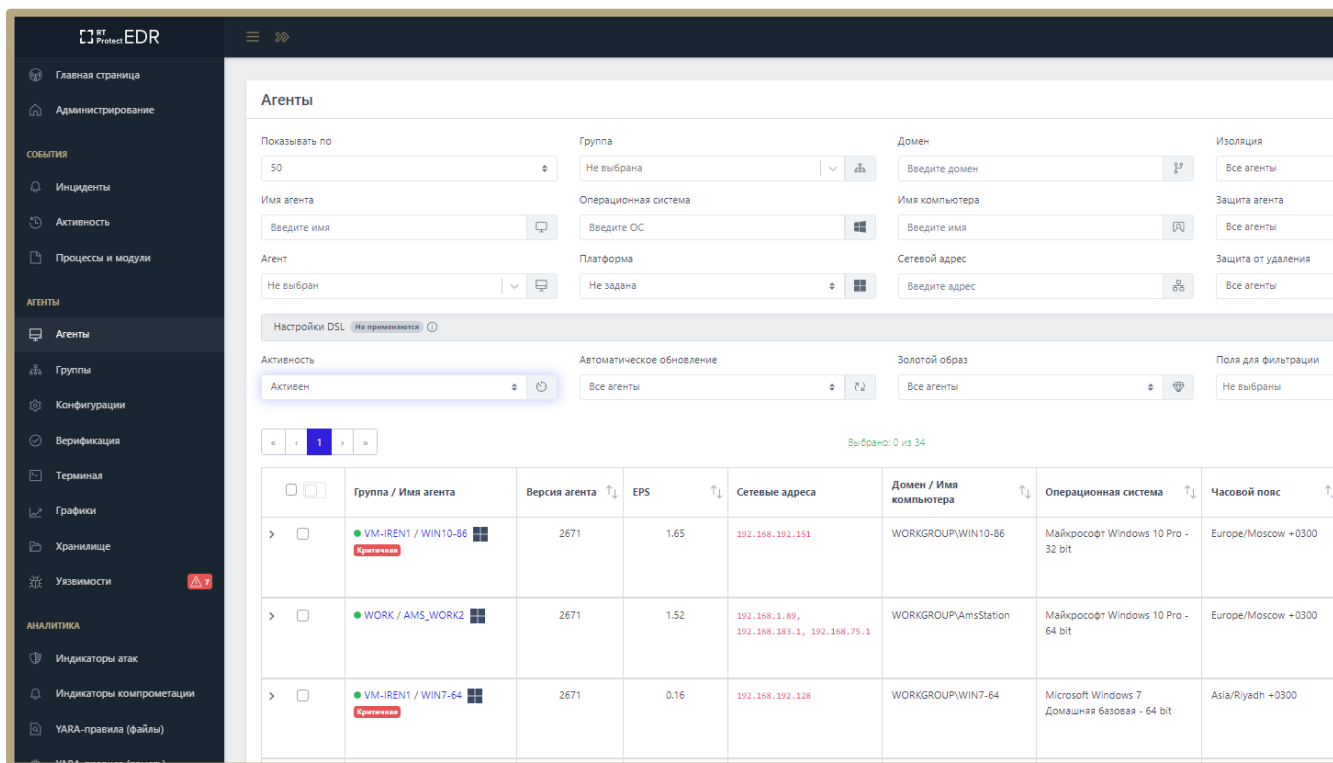 RT Protect EDR
Главная страница
Администрирование
СОБЫТИЯ
Инциденты
Активность
Процессы и модули
АГЕНТЫ
Агенты
Группы
Конфигурации
Верификация
Терминал
Графики
Хранилище
Уязвимости 7
АНАЛИТИКА
Индикаторы атак
Индикаторы компрометации
YARA-правила (файлы)
Агенты
Показывать по Группа Домен Изоляция
50 Не выбрана Введите домен Все агенты
Имя агента Операционная система Имя компьютера Защита агента
Введите имя Введите ОС Введите имя Все агенты
Агент Платформа Сетевой адрес Защита от удаления
Не выбран Не задана Введите адрес Все агенты
Настройки DSL Не применяются
Активность Автоматическое обновление Золотой образ Поля для фильтрации
Активен Все агенты Все агенты Не выбраны
« ‹ 1 › » Выбрано: 0 из 34
Группа / Имя агента Версия агента EPS Сетевые адреса Домен / Имя компьютера Операционная система Часовой пояс
VM-IREN1 / WIN10-86 2671 1.65 192.168.192.151 WORKGROUP\WIN10-86 Майкрософт Windows 10 Pro - Europe/Moscow +0300
Критичная 32 bit
WORK / AMS_WORK2 2671 1.52 192.168.1.89, WORKGROUP\AmsStation Майкрософт Windows 10 Pro - Europe/Moscow +0300
192.168.183.1, 192.168.75.1 64 bit
VM-IREN1 / WIN7-64 2671 0.16 192.168.192.128 WORKGROUP\WIN7-64 Microsoft Windows 7 Asia/Riyadh +0300
Критичная Домашняя базовая - 64 bit